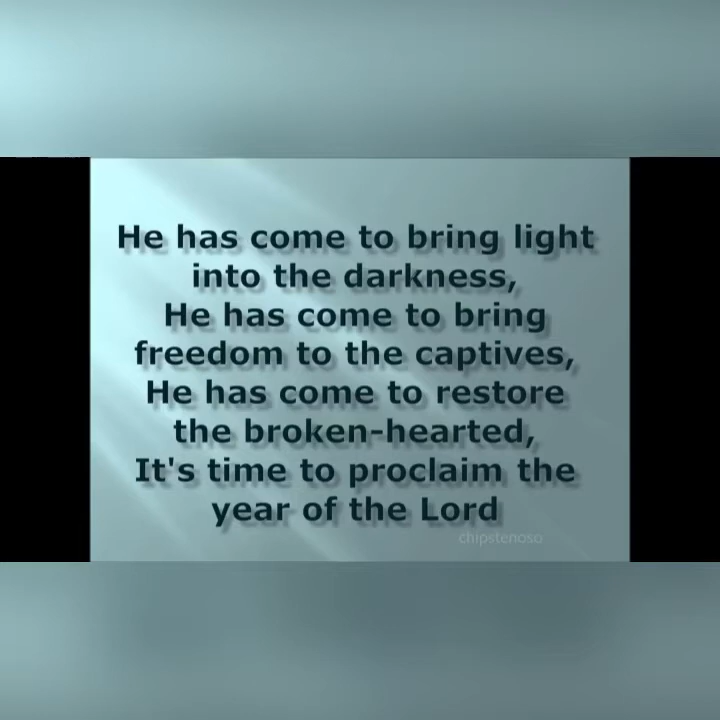 He has come to bring light
into the darkness,
He has come to bring
freedom to the captives,
He has come to restore
the broken-hearted,
It's time to proclaim the
year of the Lord
chipstenoso